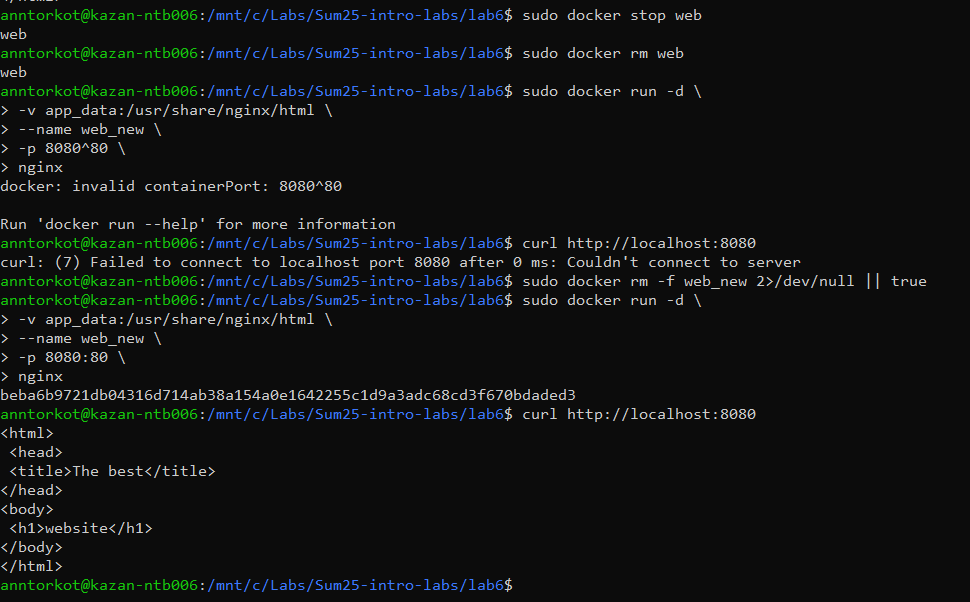 anntorkot@kazan-ntb006:/mnt/c/Labs/Sum25-intro-labs/lab6$ sudo docker stop web
web
anntorkot@kazan-ntb006:/mnt/c/Labs/Sum25-intro-labs/lab6$ sudo docker rm web
web
anntorkot@kazan-ntb006:/mnt/c/Labs/Sum25-intro-labs/lab6$ sudo docker run -d \
> -v app_data:/usr/share/nginx/html \
> --name web_new \
> -p 8080^80 \
> nginx
docker: invalid containerPort: 8080^80

Run 'docker run --help' for more information
anntorkot@kazan-ntb006:/mnt/c/Labs/Sum25-intro-labs/lab6$ curl http://localhost:8080
curl: (7) Failed to connect to localhost port 8080 after 0 ms: Couldn't connect to server
anntorkot@kazan-ntb006:/mnt/c/Labs/Sum25-intro-labs/lab6$ sudo docker rm -f web_new 2>/dev/null || true
anntorkot@kazan-ntb006:/mnt/c/Labs/Sum25-intro-labs/lab6$ sudo docker run -d \
> -v app_data:/usr/share/nginx/html \
> --name web_new \
> -p 8080:80 \
> nginx
beba6b9721db04316d714ab38a154a0e1642255c1d9a3adc68cd3f670bdaded3
anntorkot@kazan-ntb006:/mnt/c/Labs/Sum25-intro-labs/lab6$ curl http://localhost:8080
<html>
 <head>
 <title>The best</title>
</head>
<body>
 <h1>website</h1>
</body>
</html>
anntorkot@kazan-ntb006:/mnt/c/Labs/Sum25-intro-labs/lab6$